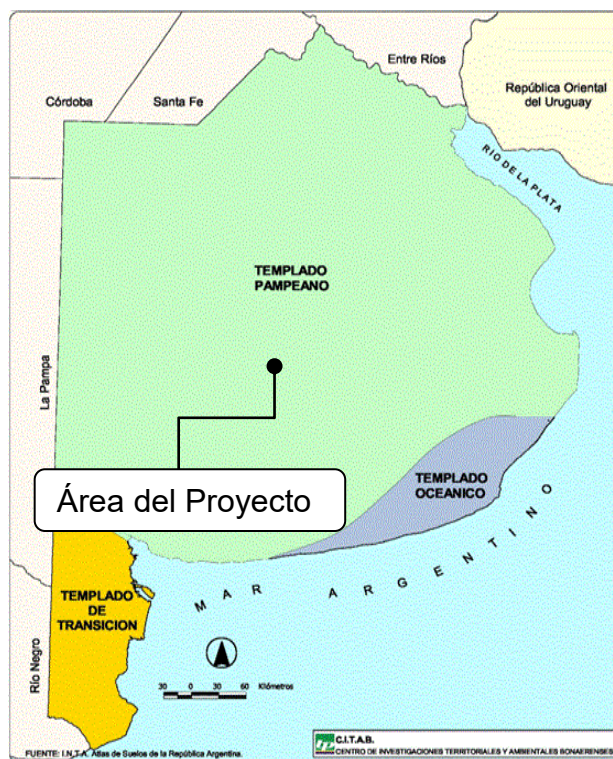 Entre Ríos
República Oriental
del Uruguay
Córdoba
Santa Fe
RIO DE LA PLATA
TEMPLADO
PAMPEANO
La Pampa
Área del Proyecto
TEMPLADO
OCEANICO
MAR ARGENTINO
TEMPLADO
DE
TRANSICION
Río Negro
30 0 30 60 Kilómetros
C.I.T.A.B.
CENTRO DE INVESTIGACIONES TERRITORIALES Y AMBIENTALES BONAERENSES
FUENTE: I.N.T.A. Atlas de Suelos de la República Argentina.